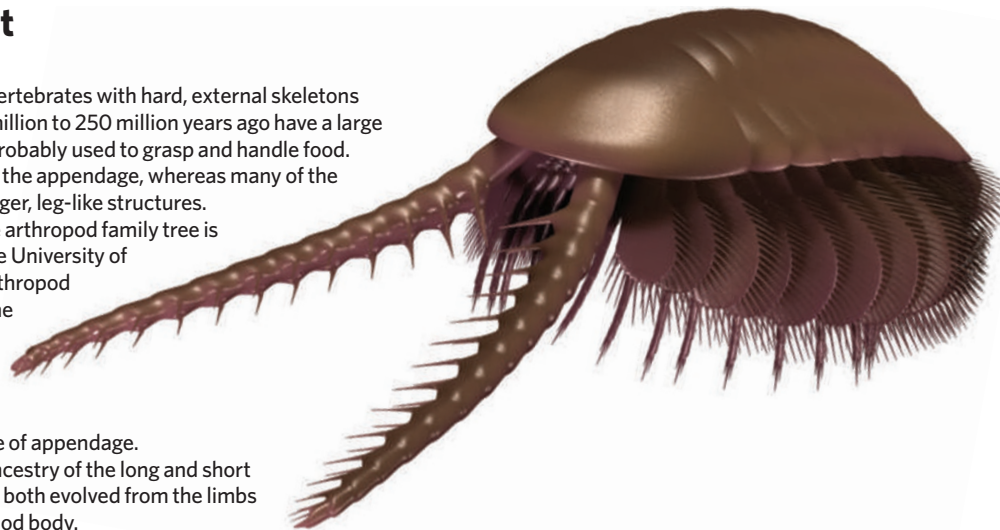 t
ertebrates with hard, external skeletons
nillion to 250 million years ago have a large
robably used to grasp and handle food.
the appendage, whereas many of the
ger, leg-like structures.
arthropod family tree is
e University of
thropod
ne
e of appendage.
ncestry of the long and short
both evolved from the limbs
od body.